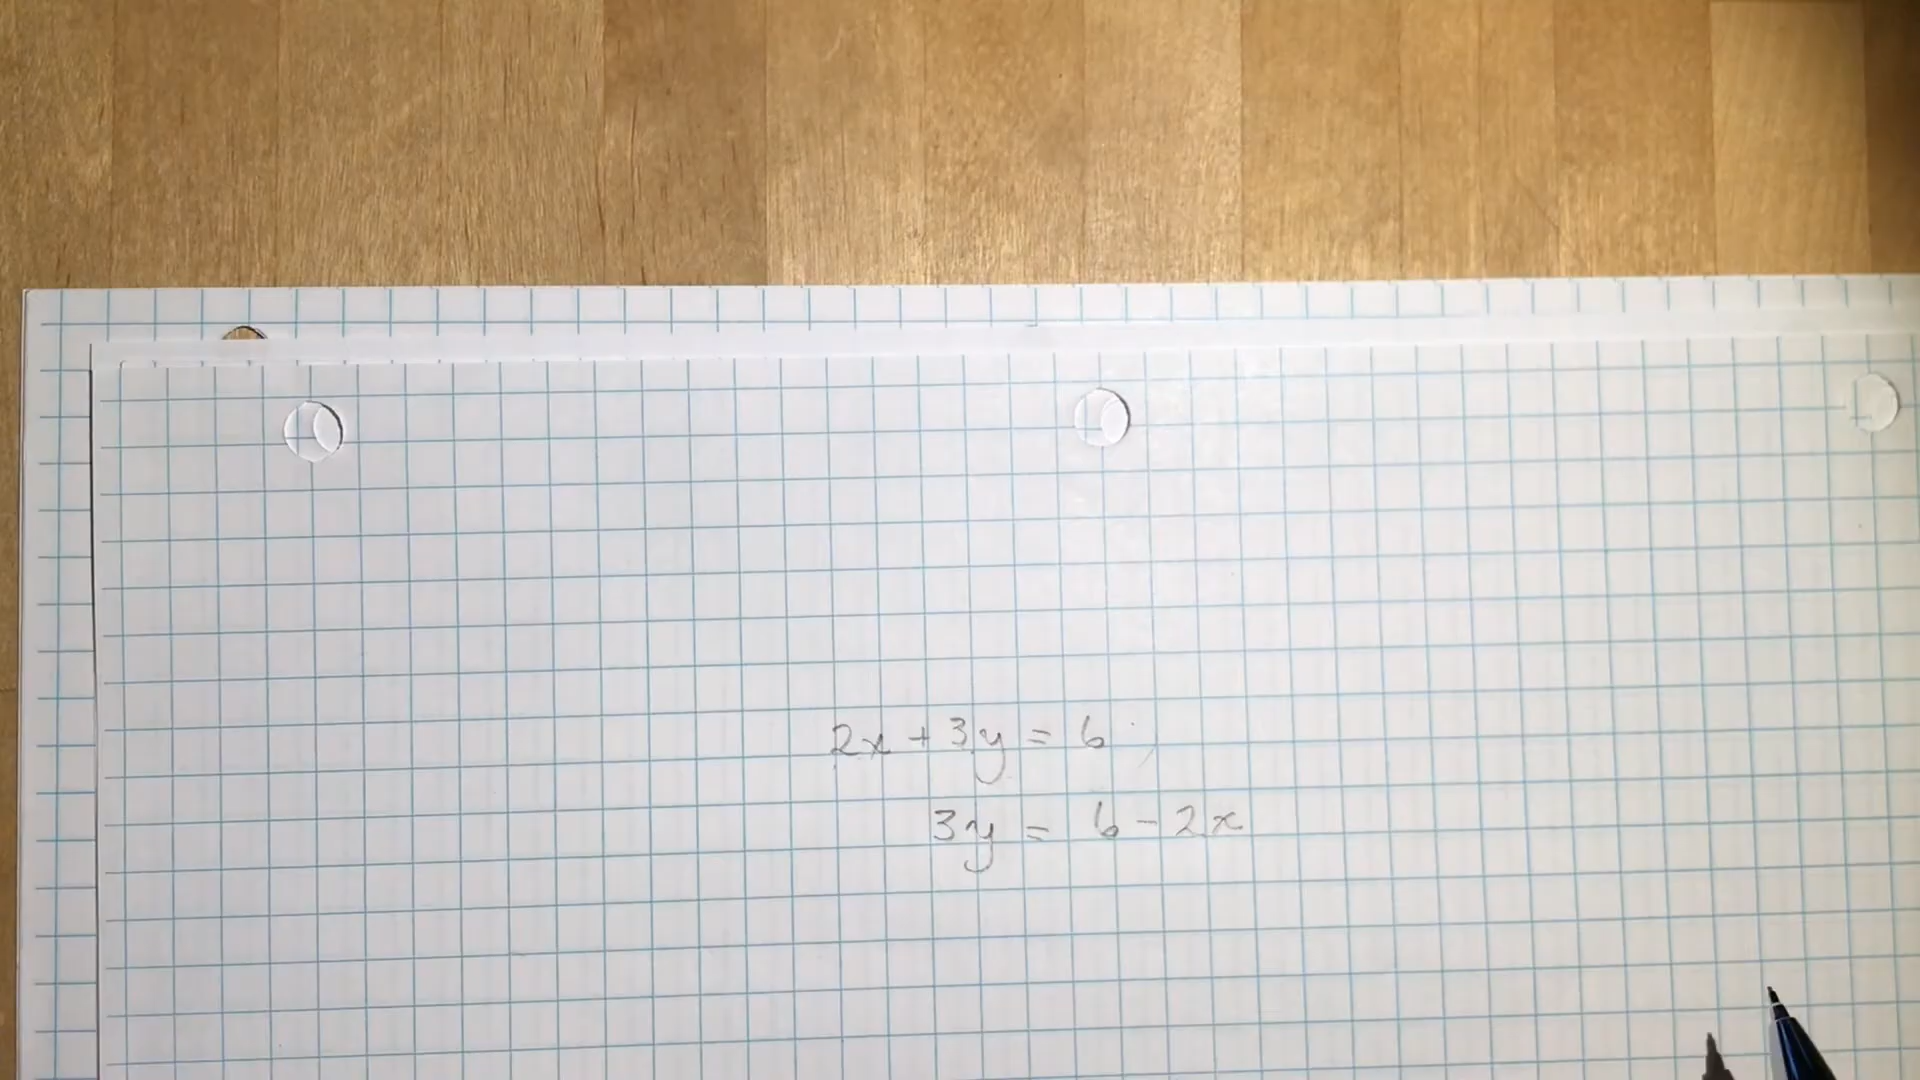 2x + 3y = 6
3y = 6 - 2x